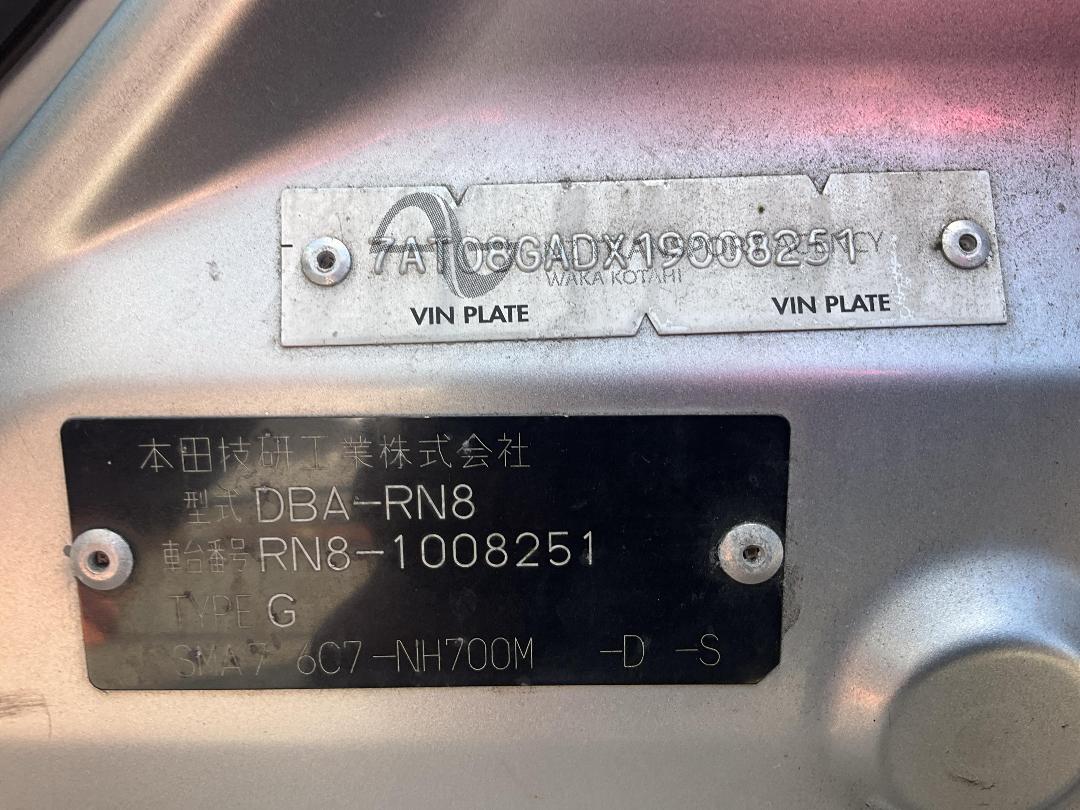 7AT08GADX19008251
WAKA KOTAHI
VIN PLATE VIN PLATE
本田技研工業株式会社
型式 DBA-RN8
車台番号 RN8-1008251
TYPE G
SMA7 6C7-NH700M -D -S